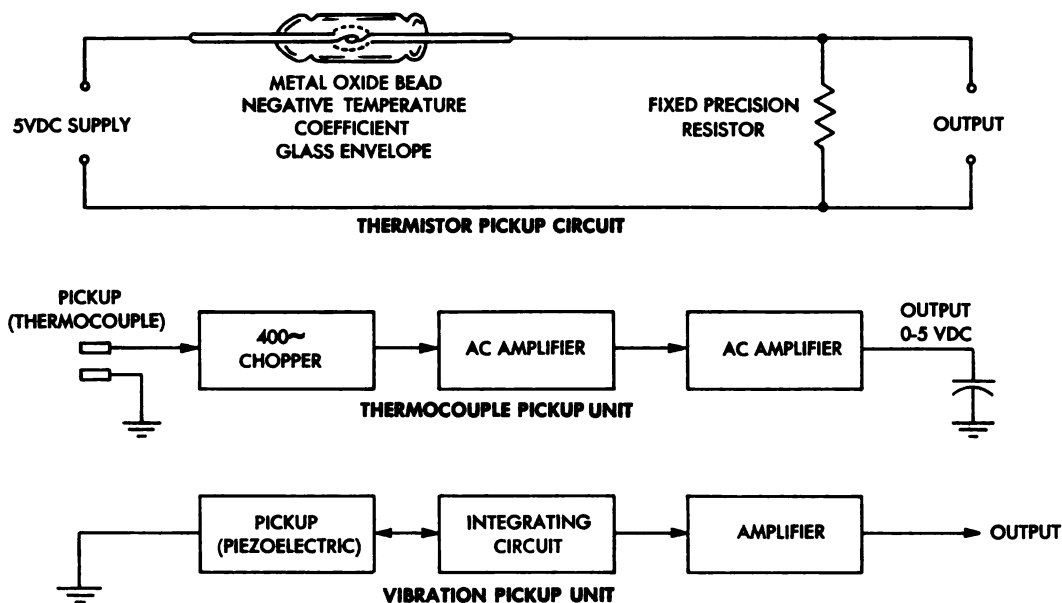 METAL OXIDE BEAD
NEGATIVE TEMPERATURE
COEFFICIENT
GLASS ENVELOPE
5VDC SUPPLY
FIXED PRECISION
RESISTOR
OUTPUT
THERMISTOR PICKUP CIRCUIT
PICKUP
(THERMOCOUPLE)
400~
CHOPPER
AC AMPLIFIER
AC AMPLIFIER
OUTPUT
0-5 VDC
THERMOCOUPLE PICKUP UNIT
PICKUP
(PIEZOELECTRIC)
INTEGRATING
CIRCUIT
AMPLIFIER
OUTPUT
VIBRATION PICKUP UNIT